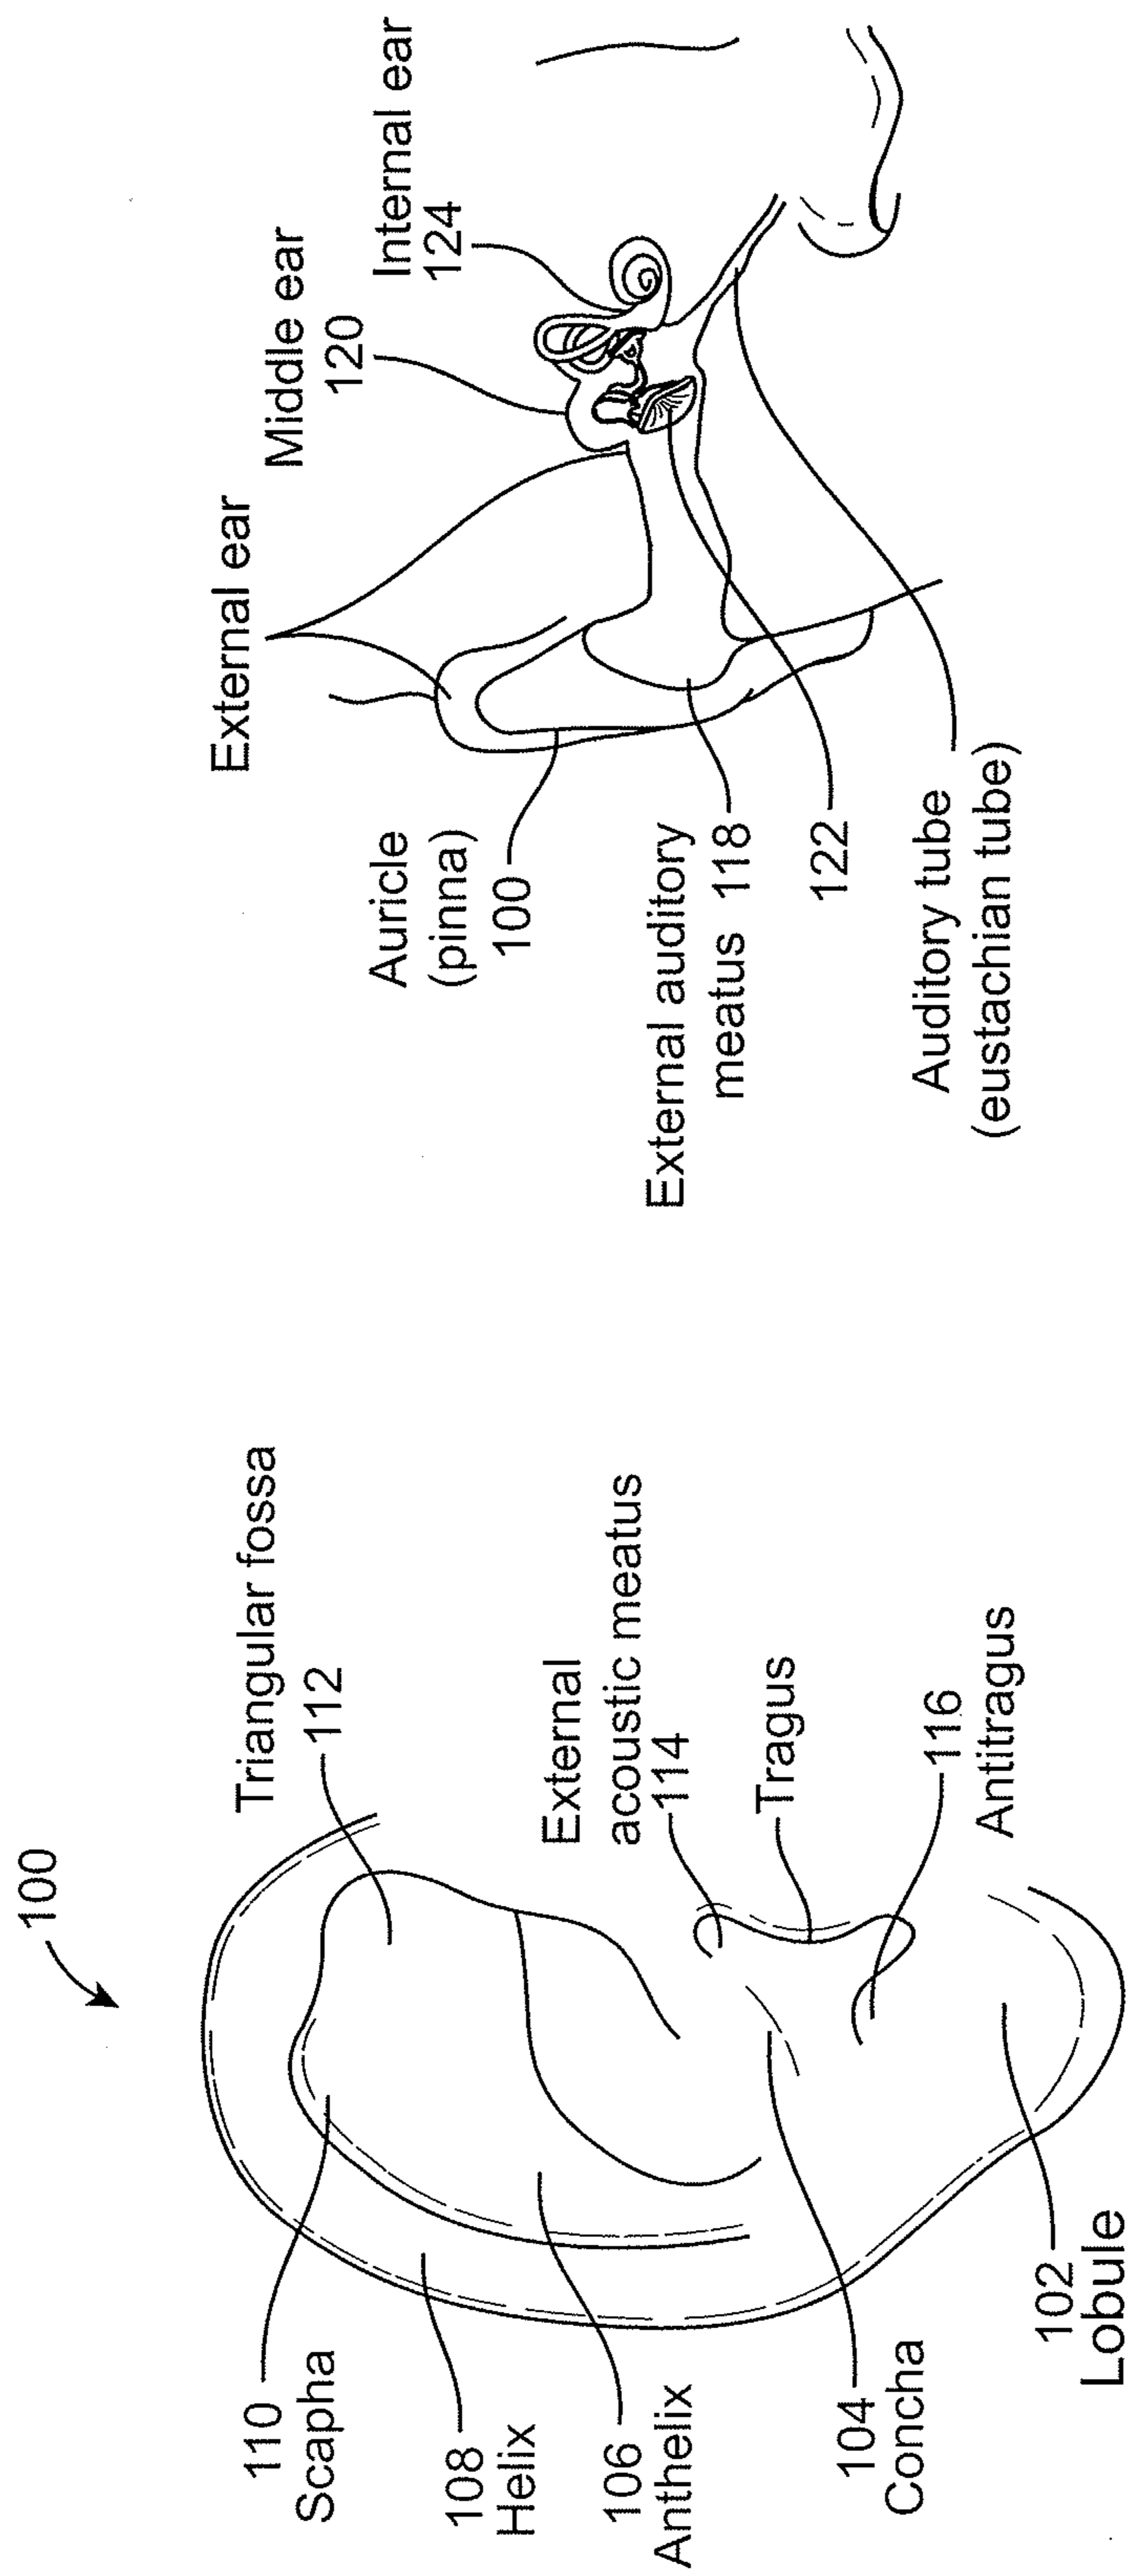 100
110
Scapha
108
Helix
106
Anthelix
104
Concha
102
Lobule
Triangular fossa
112
External
acoustic meatus
114
Tragus
116
Antitragus
External ear
Middle ear
120
Internal ear
124
Auricle
(pinna)
100
External auditory
meatus 118
122
Auditory tube
(eustachian tube)